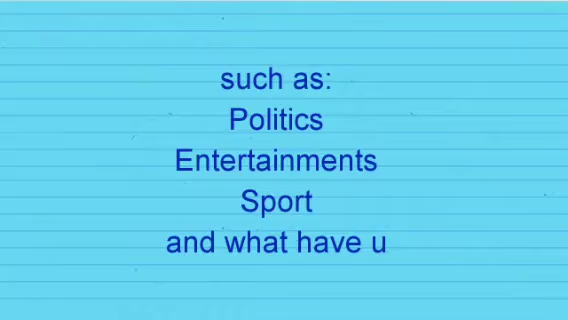 such as:
Politics
Entertainments
Sport
and what have u